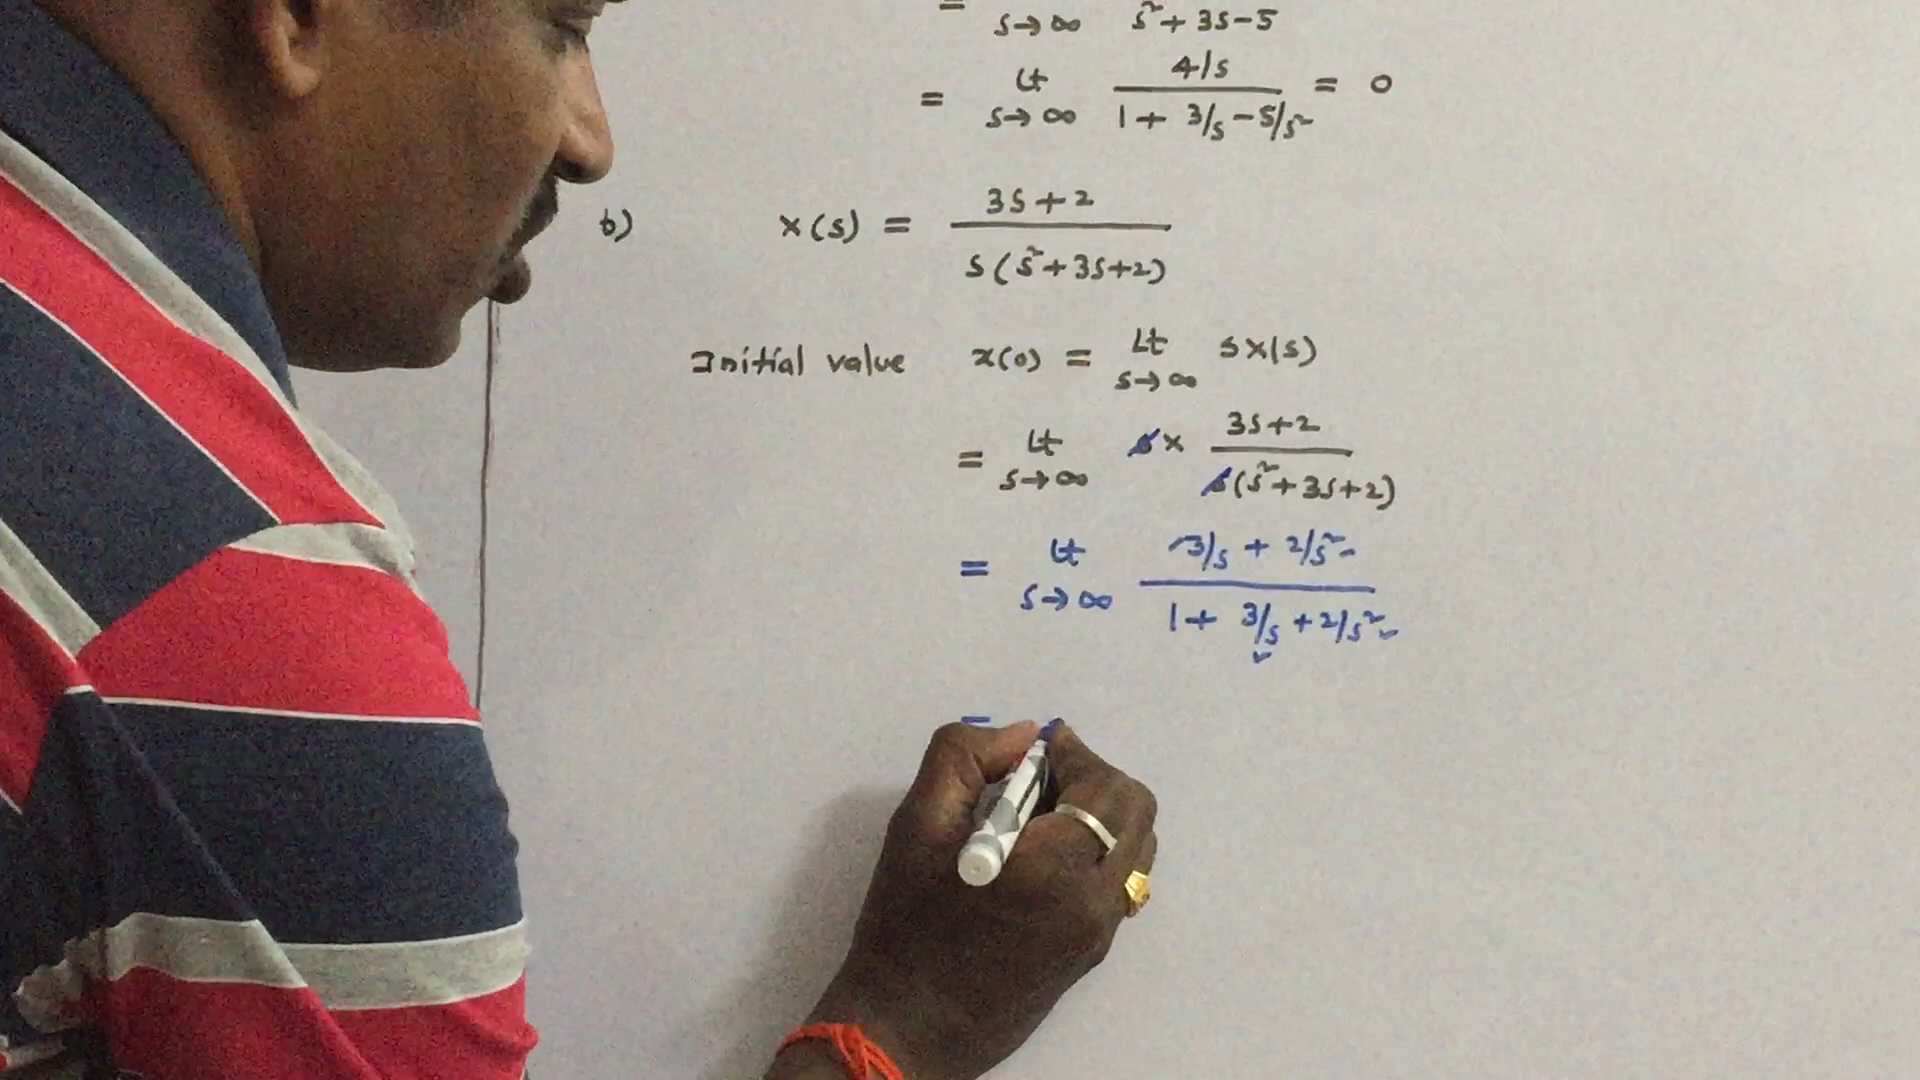 = s→∞ s²+3s-5
= Lt s→∞ 4/s / 1+3/s-5/s² = 0
b) x(s) = 3s+2 / s(s²+3s+2)
Initial value x(0) = Lt s→∞ sx(s)
= Lt s→∞ s× 3s+2 / s(s²+3s+2)
= Lt s→∞ 3/s + 2/s² / 1+ 3/s +2/s²
=